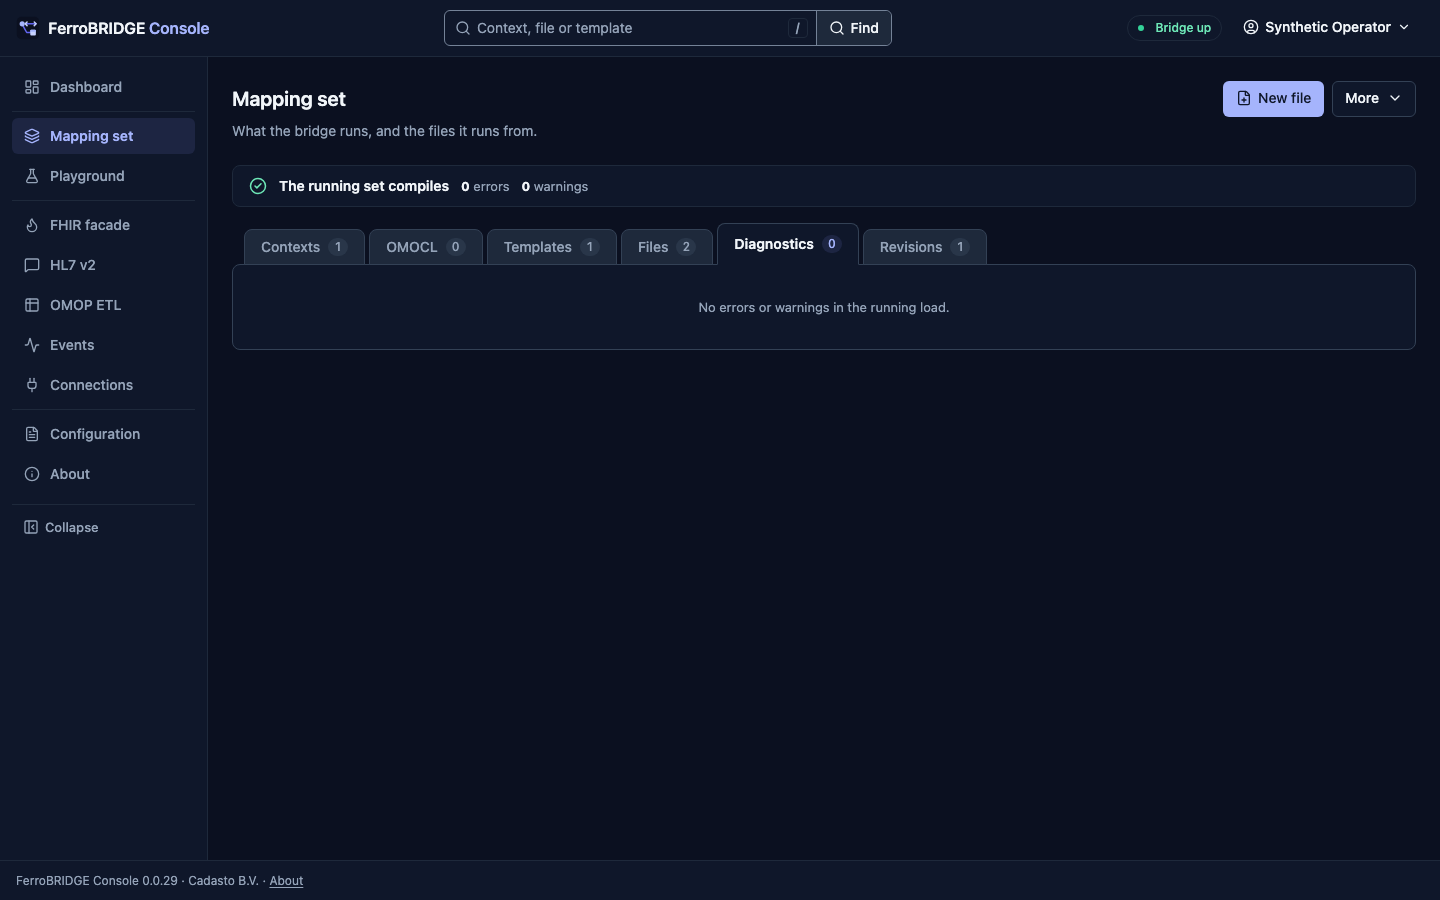 FerroBRIDGE Console
Context, file or template /
Find
Bridge up
Synthetic Operator
Dashboard
Mapping set
Playground
FHIR facade
HL7 v2
OMOP ETL
Events
Connections
Configuration
About
Collapse
Mapping set
New file
More
What the bridge runs, and the files it runs from.
The running set compiles 0 errors 0 warnings
Contexts 1
OMOCL 0
Templates 1
Files 2
Diagnostics 0
Revisions 1
No errors or warnings in the running load.
FerroBRIDGE Console 0.0.29 · Cadasto B.V. · About